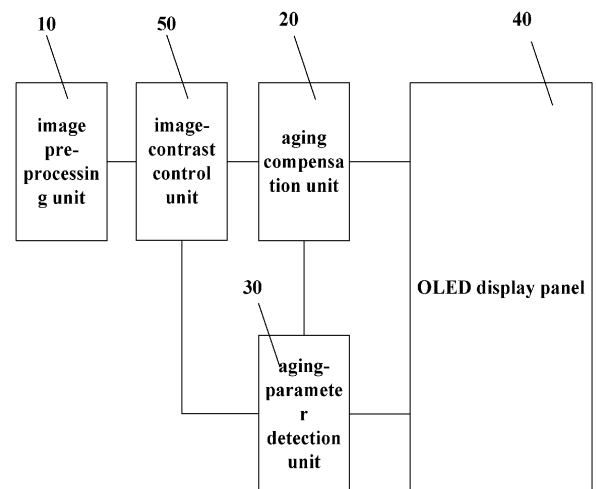 10
50
20
40
image
pre-
processin
g unit
image-
contrast
control
unit
aging
compensa
tion unit
OLED display panel
30
aging-
paramete
r
detection
unit